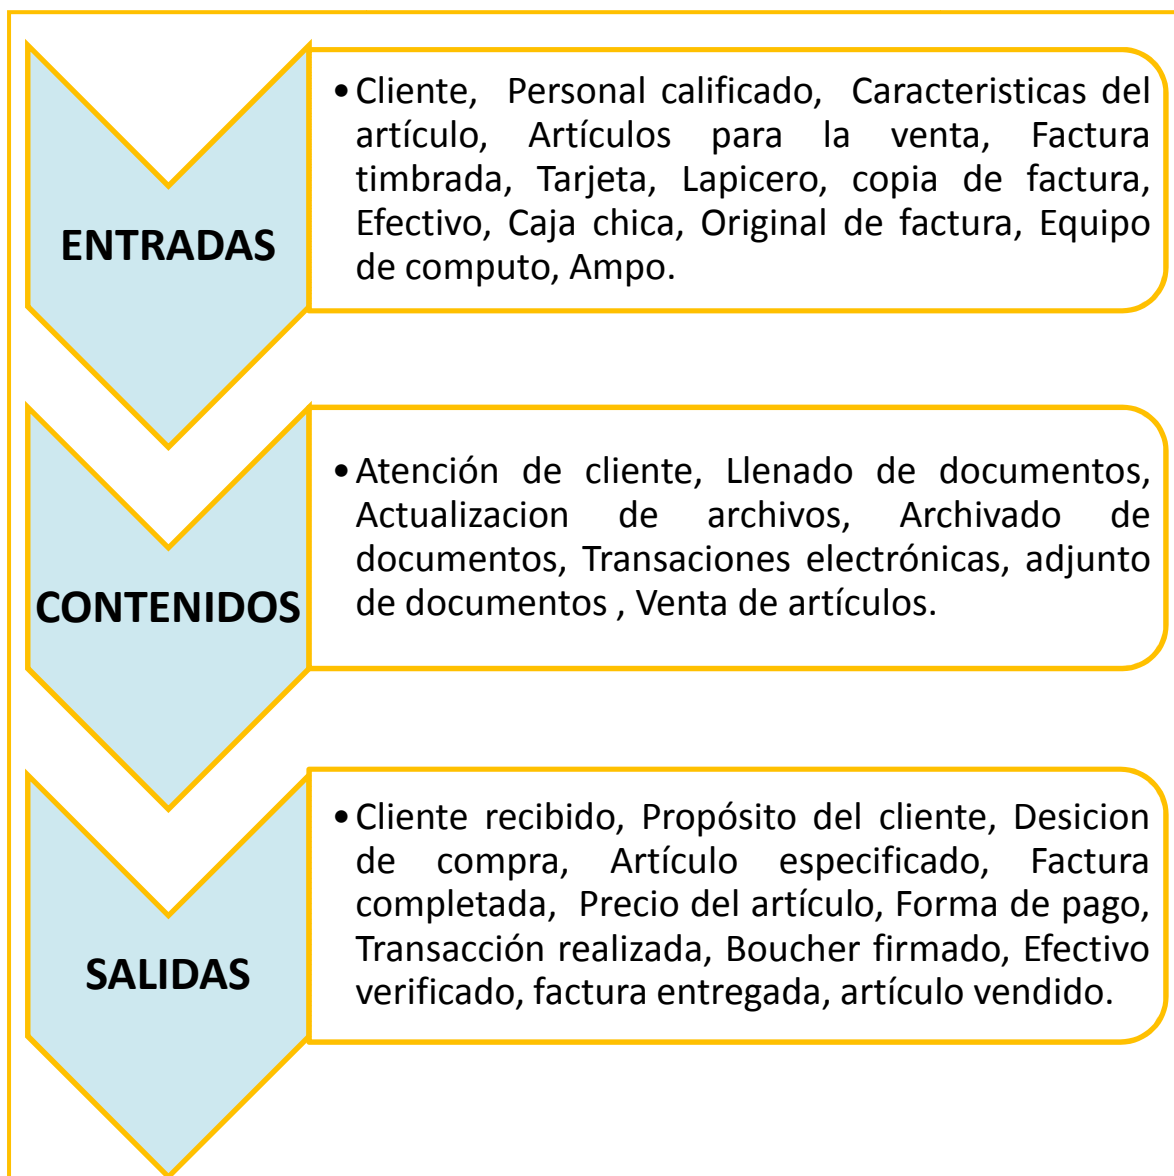 ENTRADAS
•Cliente, Personal calificado, Caracteristicas del
artículo, Artículos para la venta, Factura
timbrada, Tarjeta, Lapicero, copia de factura,
Efectivo, Caja chica, Original de factura, Equipo
de computo, Ampo.
CONTENIDOS
•Atención de cliente, Llenado de documentos,
Actualizacion de archivos, Archivado de
documentos, Transaciones electrónicas, adjunto
de documentos , Venta de artículos.
SALIDAS
•Cliente recibido, Propósito del cliente, Desicion
de compra, Artículo especificado, Factura
completada, Precio del artículo, Forma de pago,
Transacción realizada, Boucher firmado, Efectivo
verificado, factura entregada, artículo vendido.